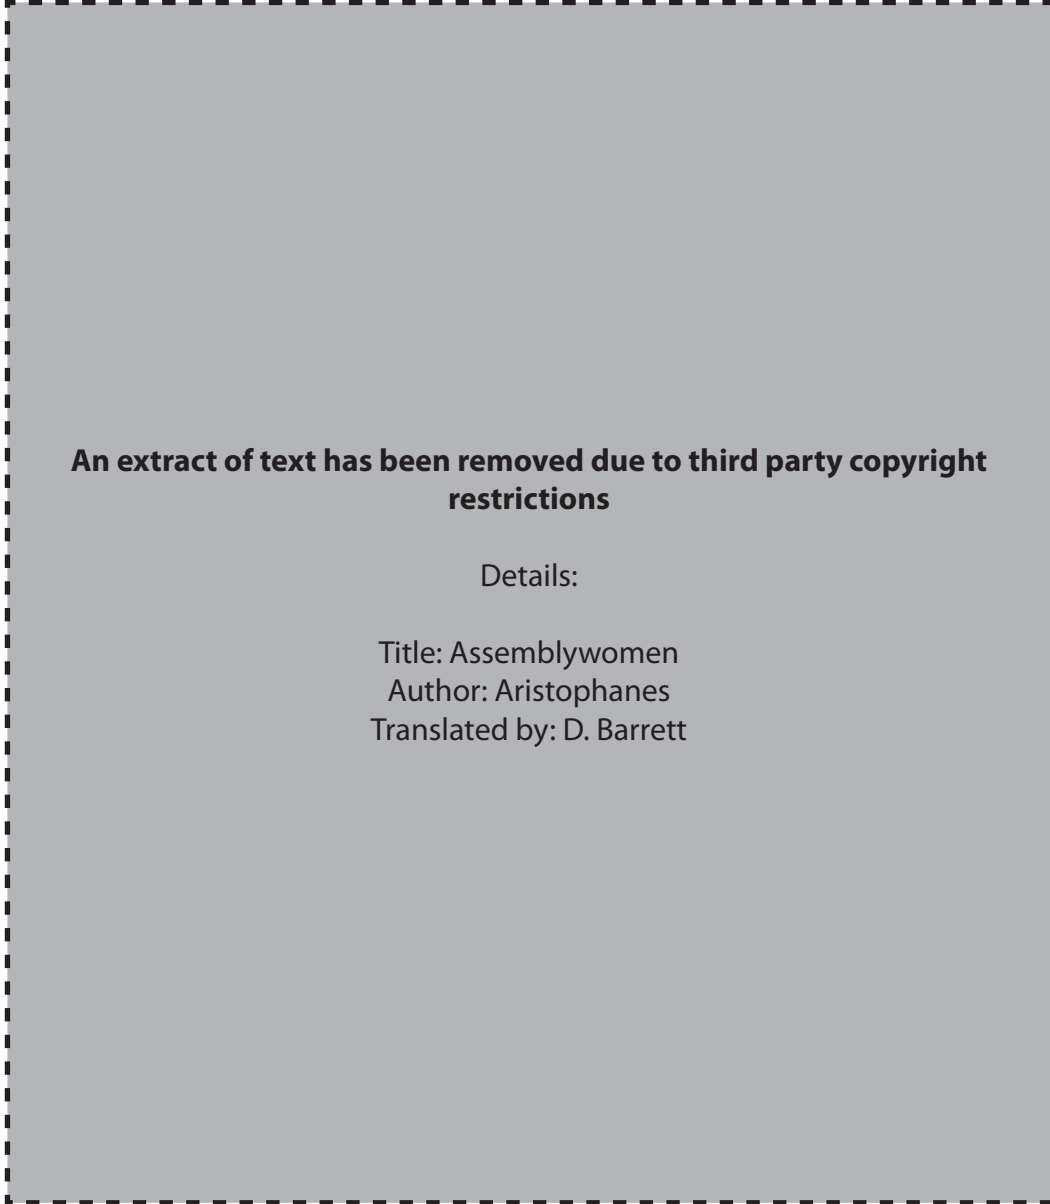 An extract of text has been removed due to third party copyright
restrictions
Details:
Title: Assemblywomen
Author: Aristophanes
Translated by: D. Barrett